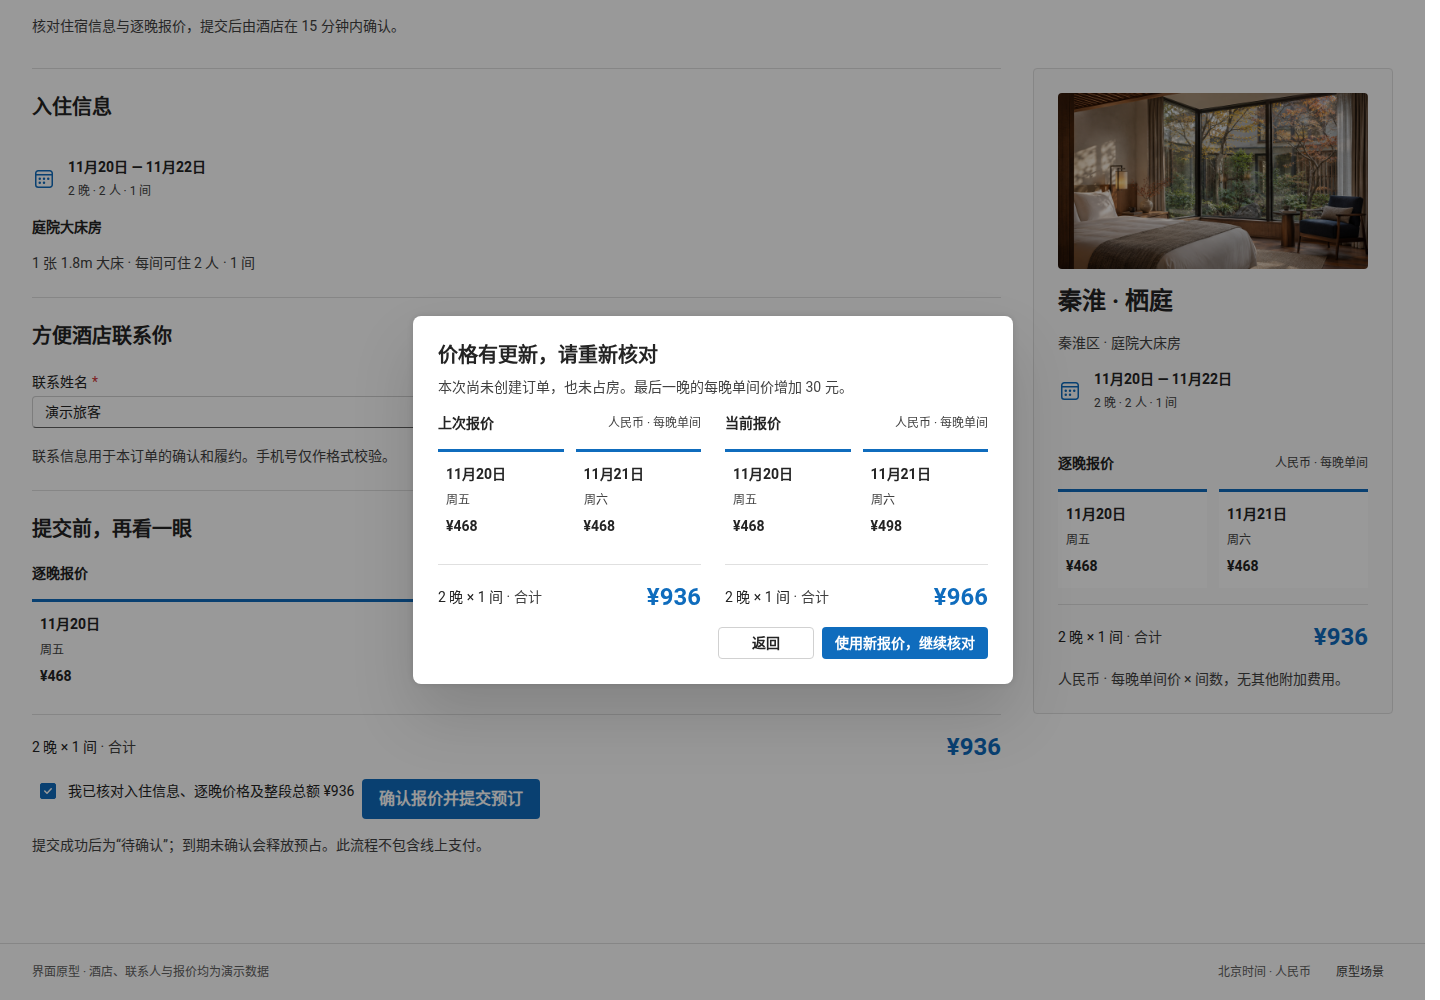 核对住宿信息与逐晚报价，提交后由酒店在 15 分钟内确认。
入住信息
11月20日 — 11月22日
2 晚 · 2 人 · 1 间
庭院大床房
1 张 1.8m 大床 · 每间可住 2 人 · 1 间
方便酒店联系你
联系姓名 *
演示旅客
联系信息用于本订单的确认和履约。手机号仅作格式校验。
提交前，再看一眼
逐晚报价
11月20日
周五
¥468
2 晚 × 1 间 · 合计
¥936
我已核对入住信息、逐晚价格及整段总额 ¥936
确认报价并提交预订
提交成功后为“待确认”；到期未确认会释放预占。此流程不包含线上支付。
价格有更新，请重新核对
本次尚未创建订单，也未占房。最后一晚的每晚单间价增加 30 元。
上次报价
人民币 · 每晚单间
11月20日
周五
¥468
11月21日
周六
¥468
2 晚 × 1 间 · 合计
¥936
当前报价
人民币 · 每晚单间
11月20日
周五
¥468
11月21日
周六
¥498
2 晚 × 1 间 · 合计
¥966
返回
使用新报价，继续核对
秦淮 · 栖庭
秦淮区 · 庭院大床房
11月20日 — 11月22日
2 晚 · 2 人 · 1 间
逐晚报价
人民币 · 每晚单间
11月20日
周五
¥468
11月21日
周六
¥468
2 晚 × 1 间 · 合计
¥936
人民币 · 每晚单间价 × 间数，无其他附加费用。
界面原型 · 酒店、联系人与报价均为演示数据
北京时间 · 人民币
原型场景